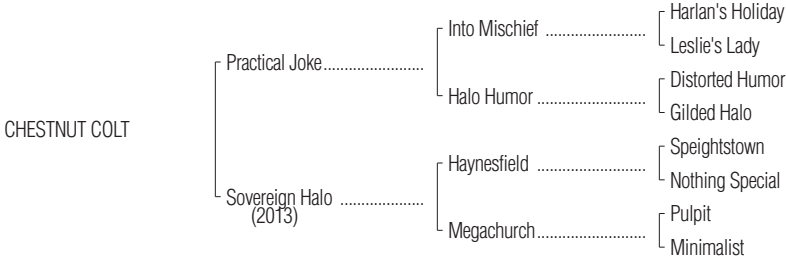 Harlan's Holiday
Into Mischief ........................
Leslie's Lady
Practical Joke........................
Distorted Humor
Halo Humor ..........................
Gilded Halo
CHESTNUT COLT
Speightstown
Haynesfield ..........................
Nothing Special
Sovereign Halo ....................
(2013)
Pulpit
Megachurch..........................
Minimalist